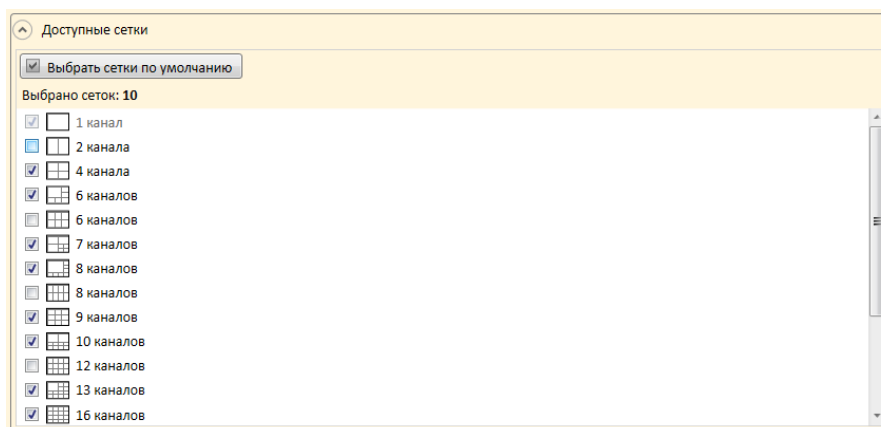 Доступные сетки
Выбрать сетки по умолчанию
Выбрано сеток: 10
1 канал
2 канала
4 канала
6 каналов
6 каналов
7 каналов
8 каналов
8 каналов
9 каналов
10 каналов
12 каналов
13 каналов
16 каналов